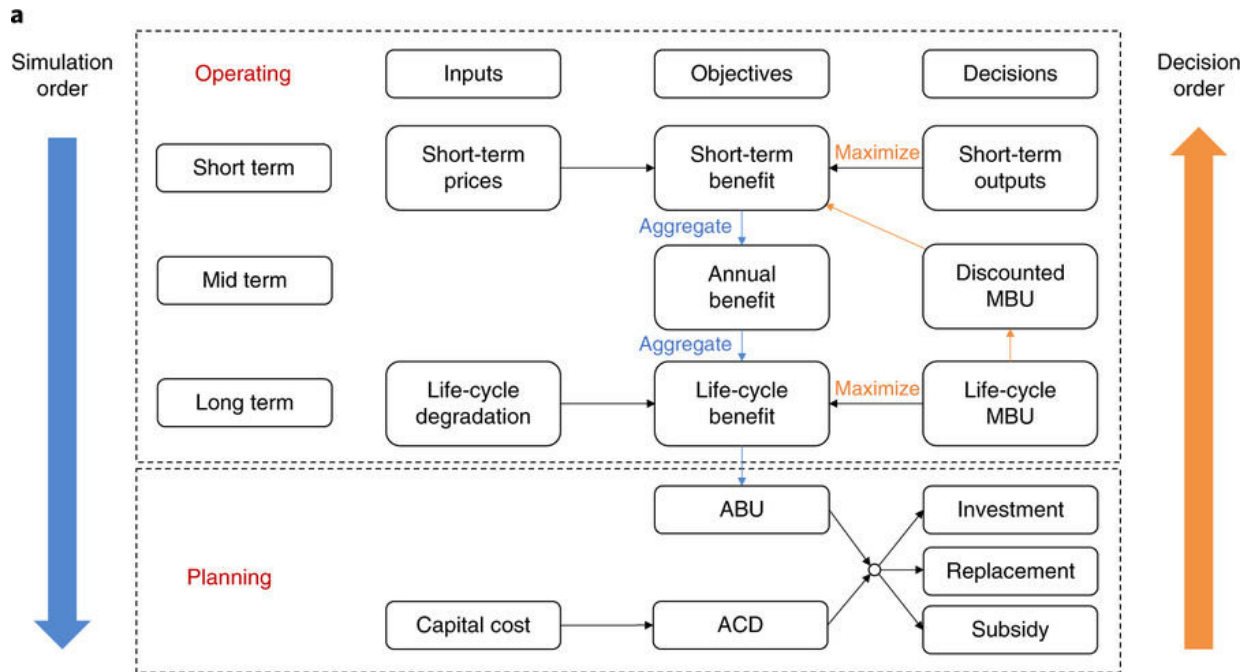 a
Simulation
order
Decision
order
Operating
Inputs
Objectives
Decisions
Short term
Short-term
prices
Short-term
benefit
Maximize
Short-term
outputs
Aggregate
Mid term
Annual
benefit
Discounted
MBU
Aggregate
Long term
Life-cycle
degradation
Life-cycle
benefit
Maximize
Life-cycle
MBU
Planning
ABU
Investment
Replacement
Capital cost
ACD
Subsidy